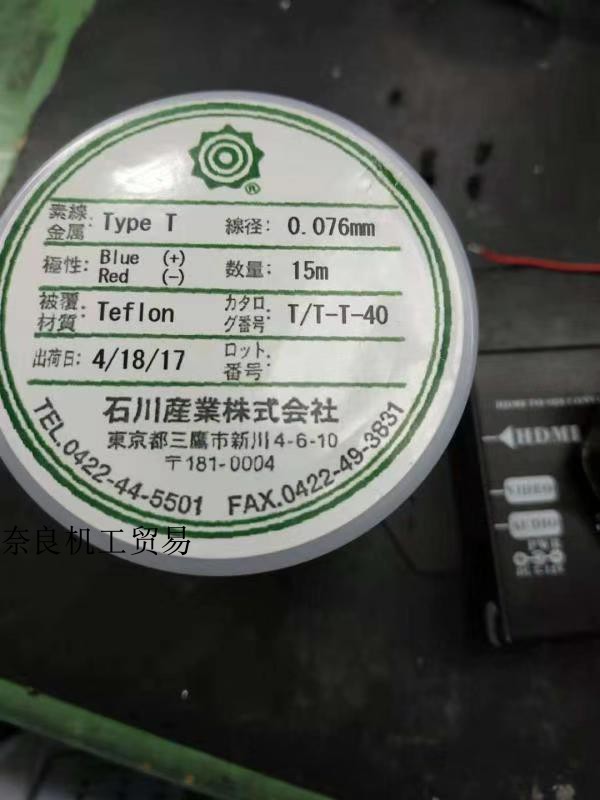 ®
素線金属: Type T 線径: 0.076mm
極性: Blue (+) Red (-) 数量: 15m
被覆材質: Teflon カタログ番号: T/T-T-40
出荷日: 4/18/17 ロット番号:
石川産業株式会社
東京都三鷹市新川4-6-10
〒181-0004
TEL.0422-44-5501 FAX.0422-49-3831
奈良机工贸易
HDMI
VIDEO
AUDIO
PWR